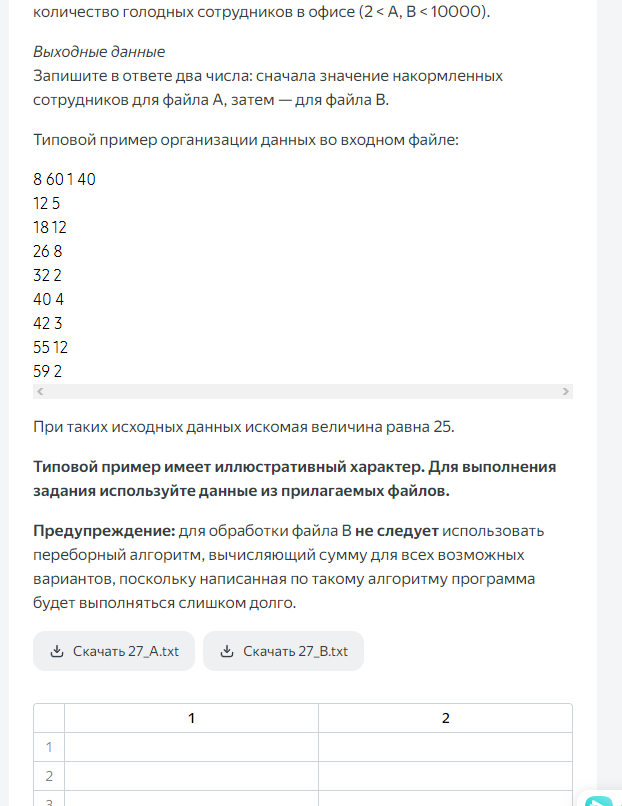 количество голодных сотрудников в офисе (2 < A, B < 10000).
Выходные данные
Запишите в ответе два числа: сначала значение накормленных
сотрудников для файла A, затем — для файла B.
Типовой пример организации данных во входном файле:
8 60 1 40
12 5
18 12
26 8
32 2
40 4
42 3
55 12
59 2
При таких исходных данных искомая величина равна 25.
Типовой пример имеет иллюстративный характер. Для выполнения
задания используйте данные из прилагаемых файлов.
Предупреждение: для обработки файла B не следует использовать
переборный алгоритм, вычисляющий сумму для всех возможных
вариантов, поскольку написанная по такому алгоритму программа
будет выполняться слишком долго.
Скачать 27_A.txt Скачать 27_B.txt
1 2
1
2
3